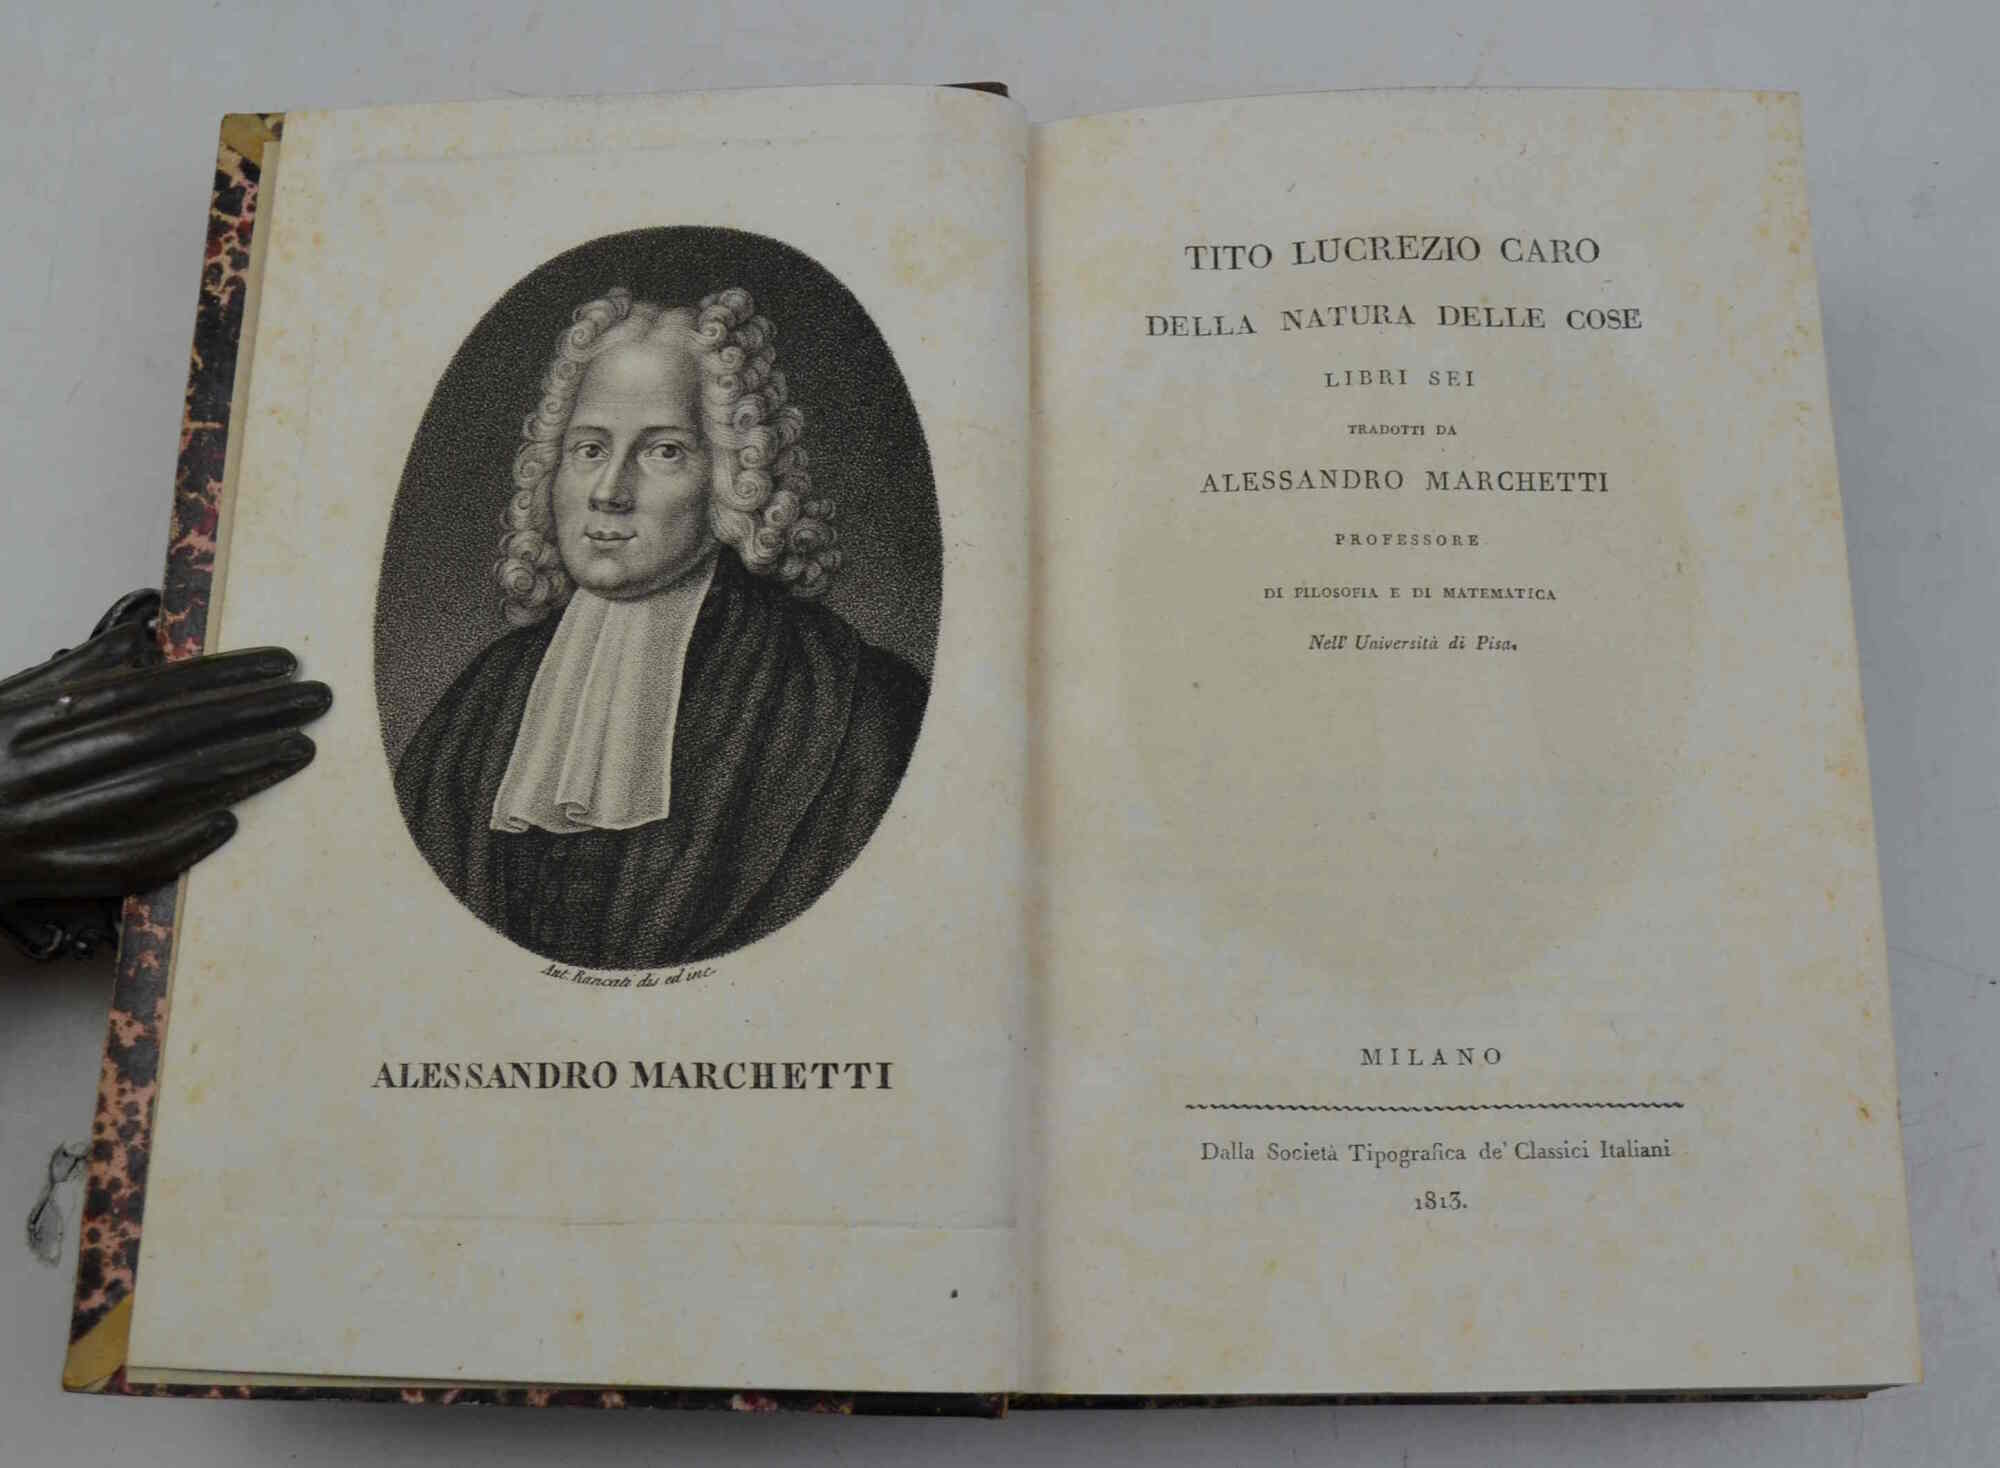 Ant. Rancati dis ed inc
ALESSANDRO MARCHETTI
TITO LUCREZIO CARO
DELLA NATURA DELLE COSE
LIBRI SEI
TRADOTTI DA
ALESSANDRO MARCHETTI
PROFESSORE
DI FILOSOFIA E DI MATEMATICA
Nell' Università di Pisa.
MILANO
Dalla Società Tipografica de' Classici Italiani
1813.